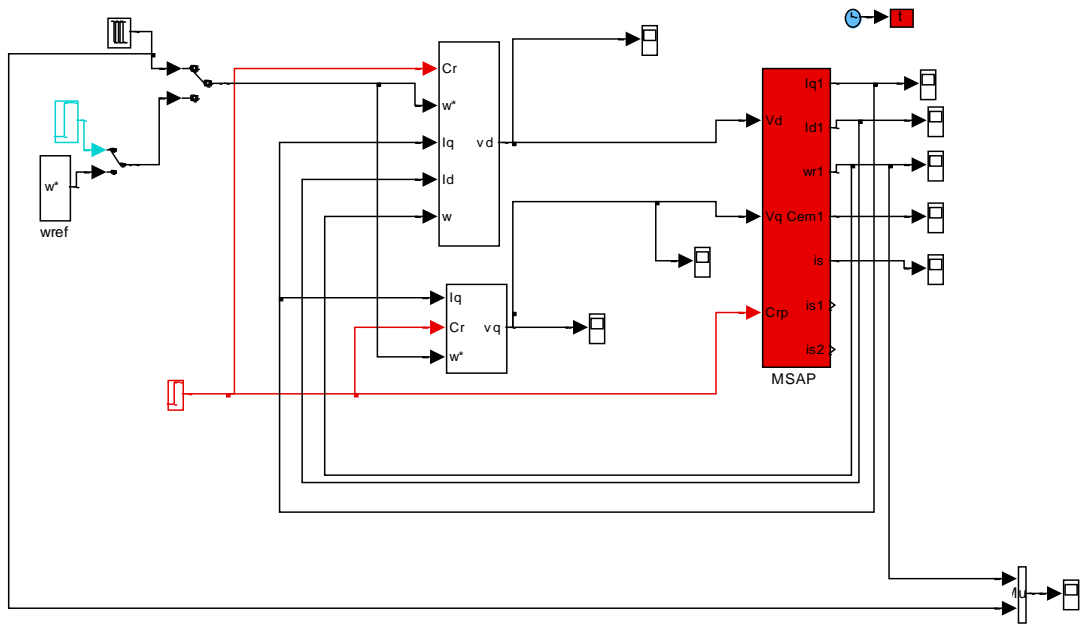 t
Cr
w*
Iq
Id
w
vd
Vd
Vq
Crp
Iq1
Id1
wr1
Cem1
is
is1
is2
MSAP
w*
wref
Iq
Cr
w*
vq